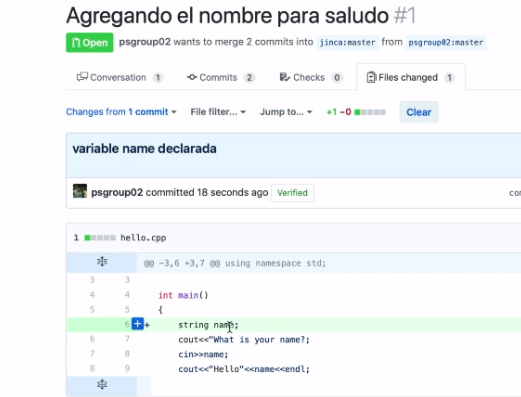 Agregando el nombre para saludo #1
Open psgroup02 wants to merge 2 commits into jinca:master from psgroup02:master
Conversation 1 Commits 2 Checks 0 Files changed 1
Changes from 1 commit File filter... Jump to... +1 −0 Clear
variable name declarada
psgroup02 committed 18 seconds ago Verified
1 hello.cpp
@@ -3,6 +3,7 @@ using namespace std;
3 3
4 4 int main()
5 5 {
6 + string name;
6 7 cout<<"What is your name?;
7 8 cin>>name;
8 9 cout<<"Hello"<<name<<endl;